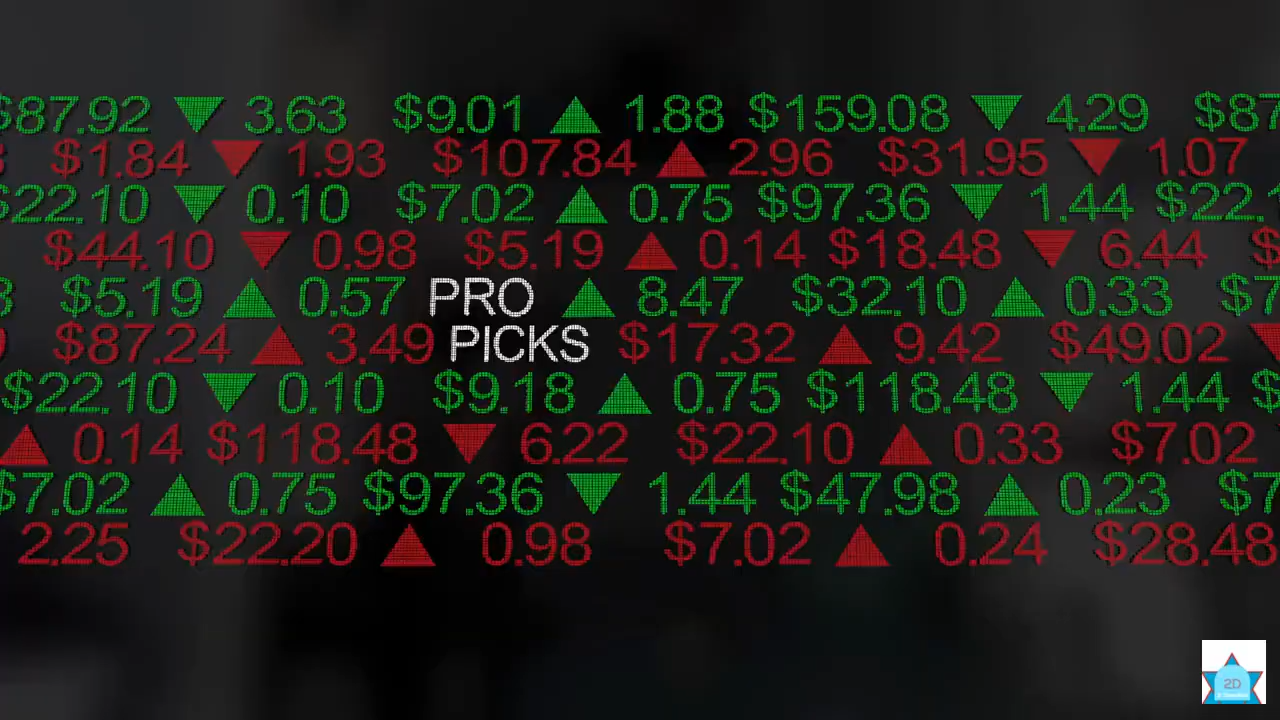 $87.92 ▼ 3.63 $9.01 ▲ 1.88 $159.08 ▼ 4.29 $87
$1.84 ▼ 1.93 $107.84 ▲ 2.96 $31.95 ▼ 1.07
$22.10 ▼ 0.10 $7.02 ▲ 0.75 $97.36 ▼ 1.44 $22.1
$44.10 ▼ 0.98 $5.19 ▲ 0.14 $18.48 ▼ 6.44 $
$5.19 ▲ 0.57 PRO ▲ 8.47 $32.10 ▲ 0.33 $7
$87.24 ▲ 3.49 PICKS $17.32 ▲ 9.42 $49.02 ▼
$22.10 ▼ 0.10 $9.18 ▲ 0.75 $118.48 ▼ 1.44 $
▲ 0.14 $118.48 ▼ 6.22 $22.10 ▲ 0.33 $7.02
$7.02 ▲ 0.75 $97.36 ▼ 1.44 $47.98 ▲ 0.23 $7
2.25 $22.20 ▲ 0.98 $7.02 ▲ 0.24 $28.48
2D